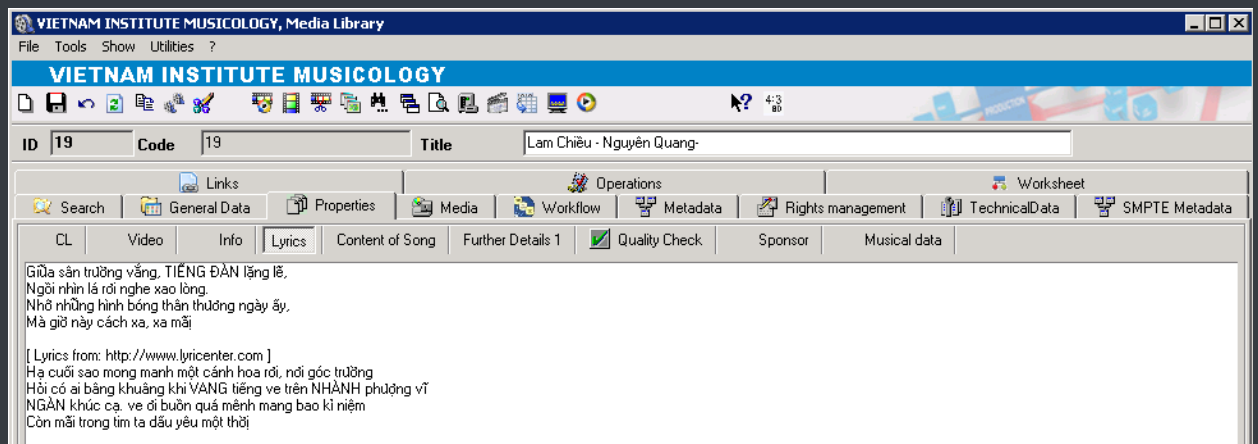 VIETNAM INSTITUTE MUSICOLOGY, Media Library
File Tools Show Utilities ?
VIETNAM INSTITUTE MUSICOLOGY
4:3
BD
PRODUCTION
ID 19 Code 19 Title Lam Chiều - Nguyên Quang-
Links Operations Worksheet
Search General Data Properties Media Workflow Metadata Rights management TechnicalData SMPTE Metadata
CL Video Info Lyrics Content of Song Further Details 1 Quality Check Sponsor Musical data
Giữa sân trường vắng, TIẾNG ĐÀN lặng lẽ,
Ngồi nhìn lá rơi nghe xao lòng.
Nhớ những hình bóng thân thương ngày ấy,
Mà giờ này cách xa, xa mãi
[ Lyrics from: http://www.lyricenter.com ]
Hạ cuối sao mong manh một cánh hoa rơi, nơi góc trường
Hỏi có ai bâng khuâng khi VANG tiếng ve trên NHÀNH phượng vĩ
NGÀN khúc cạ. ve ơi buồn quá mênh mang bao kỉ niệm
Còn mãi trong tim ta dấu yêu một thời